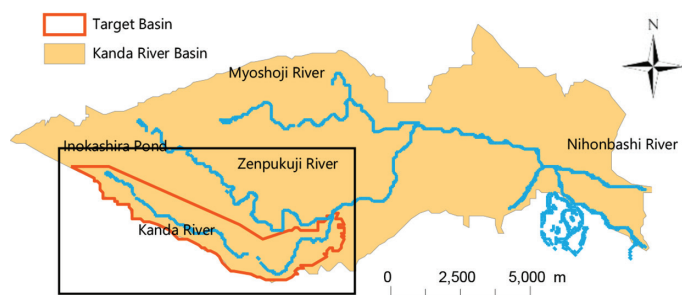 Target Basin
Kanda River Basin
N
Myoshoji River
Nihonbashi River
Inokashira Pond
Zenpukuji River
Kanda River
0 2,500 5,000 m